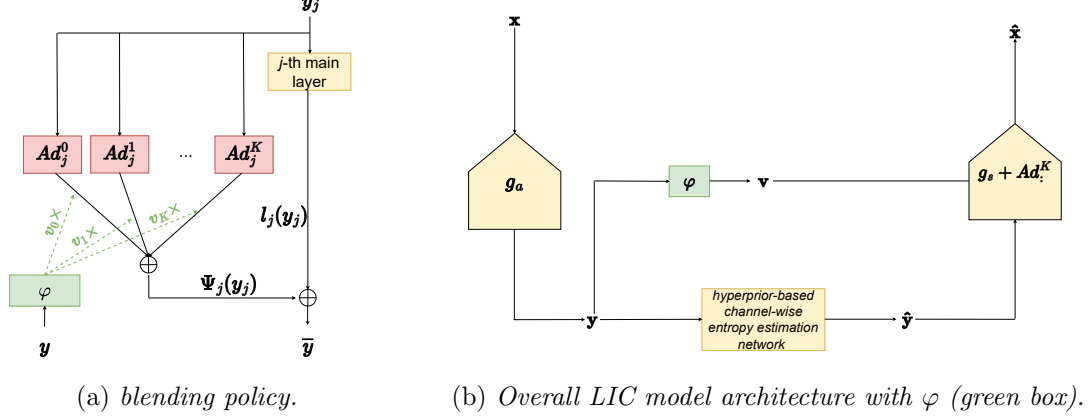 y_j
j-th main
layer
Ad_j^0 Ad_j^1 ... Ad_j^K
v_0× v_1× v_K×
l_j(y_j)
φ
Ψ̄_j(y_j)
y
ȳ
(a) blending policy.
x
x̂
g_a
φ
v
g_s + Ad_:^K
y
hyperprior-based
channel-wise
entropy estimation
network
ŷ
(b) Overall LIC model architecture with φ (green box).